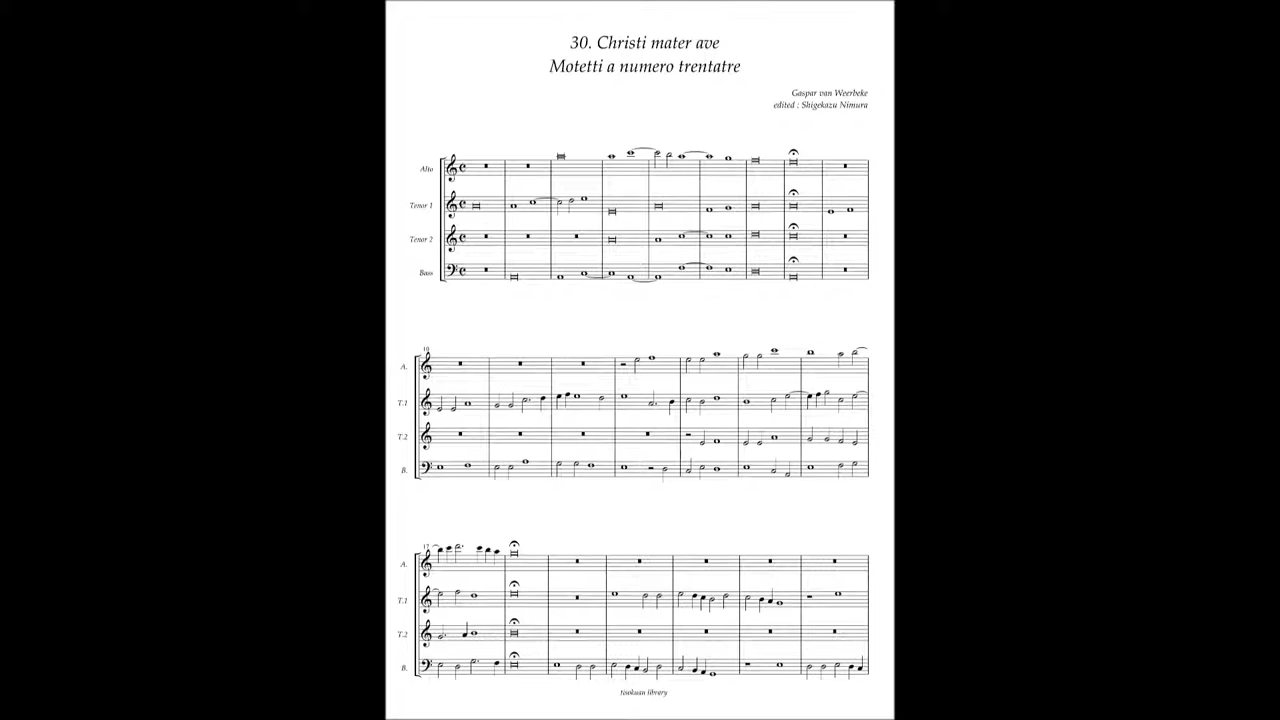 30. Christi mater ave
Motetti a numero trentatre
Gaspar van Weerbeke
edited : Shigekazu Nimura
Alto
Tenor 1
Tenor 2
Bass
10
A.
T.1
T.2
B.
17
A.
T.1
T.2
B.
Nsokuan library